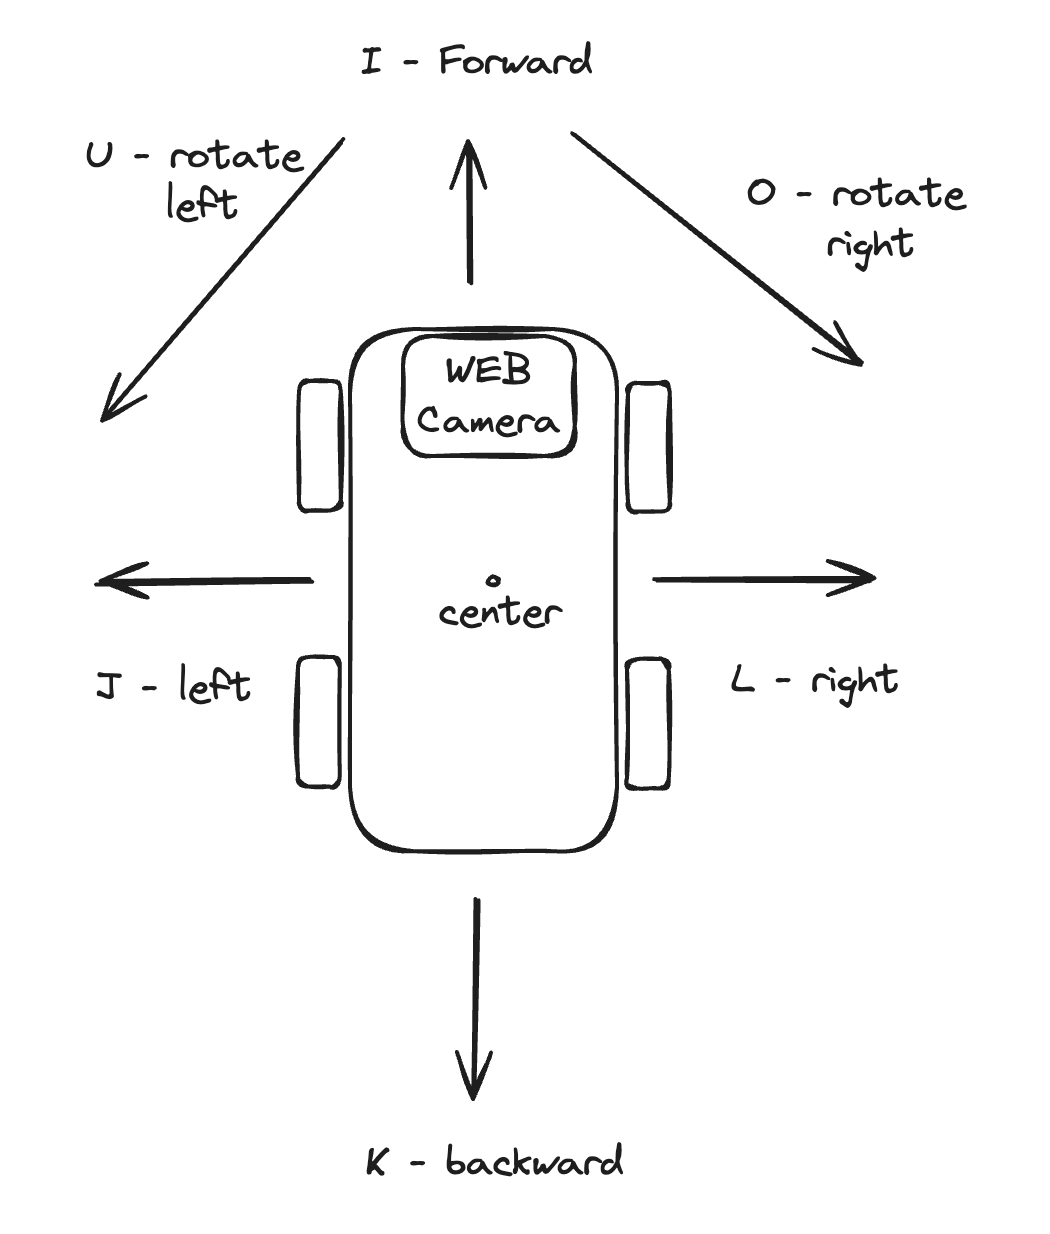 I - Forward
U - rotate
left
O - rotate
right
WEB
Camera
center
J - left
L - right
K - backward